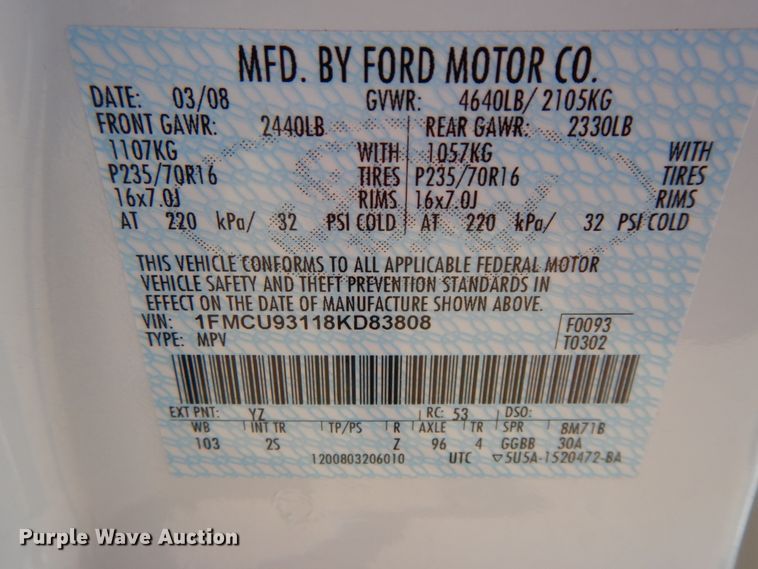 MFD. BY FORD MOTOR CO.
DATE: 03/08 GVWR: 4640LB/ 2105KG
FRONT GAWR: 2440LB REAR GAWR: 2330LB
1107KG WITH 1057KG WITH
P235/70R16 TIRES P235/70R16 TIRES
16x7.0J RIMS 16x7.0J RIMS
AT 220 kPa/ 32 PSI COLD AT 220 kPa/ 32 PSI COLD
THIS VEHICLE CONFORMS TO ALL APPLICABLE FEDERAL MOTOR
VEHICLE SAFETY AND THEFT PREVENTION STANDARDS IN
EFFECT ON THE DATE OF MANUFACTURE SHOWN ABOVE.
VIN: 1FMCU93118KD83808 F0093
TYPE: MPV T0302
EXT PNT: YZ RC: 53 DSO:
WB INT TR TP/PS R AXLE TR SPR 8M71B
103 2S Z 96 4 GGBB 30A
1200803206010 UTC ▽5U5A-1520472-BA
Purple Wave Auction